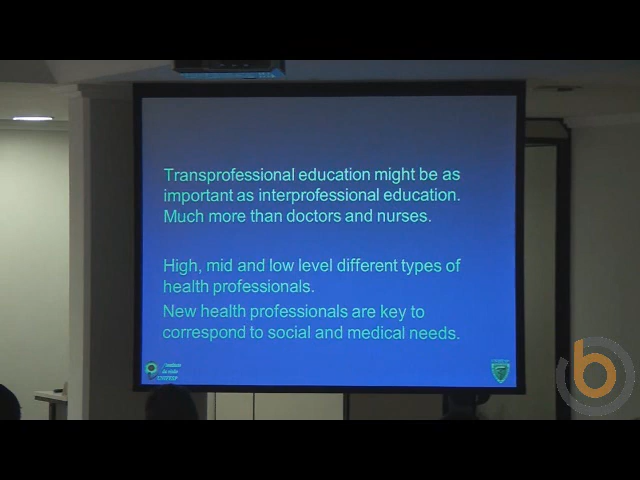 Transprofessional education might be as
important as interprofessional education.
Much more than doctors and nurses.
High, mid and low level different types of
health professionals.
New health professionals are key to
correspond to social and medical needs.
b